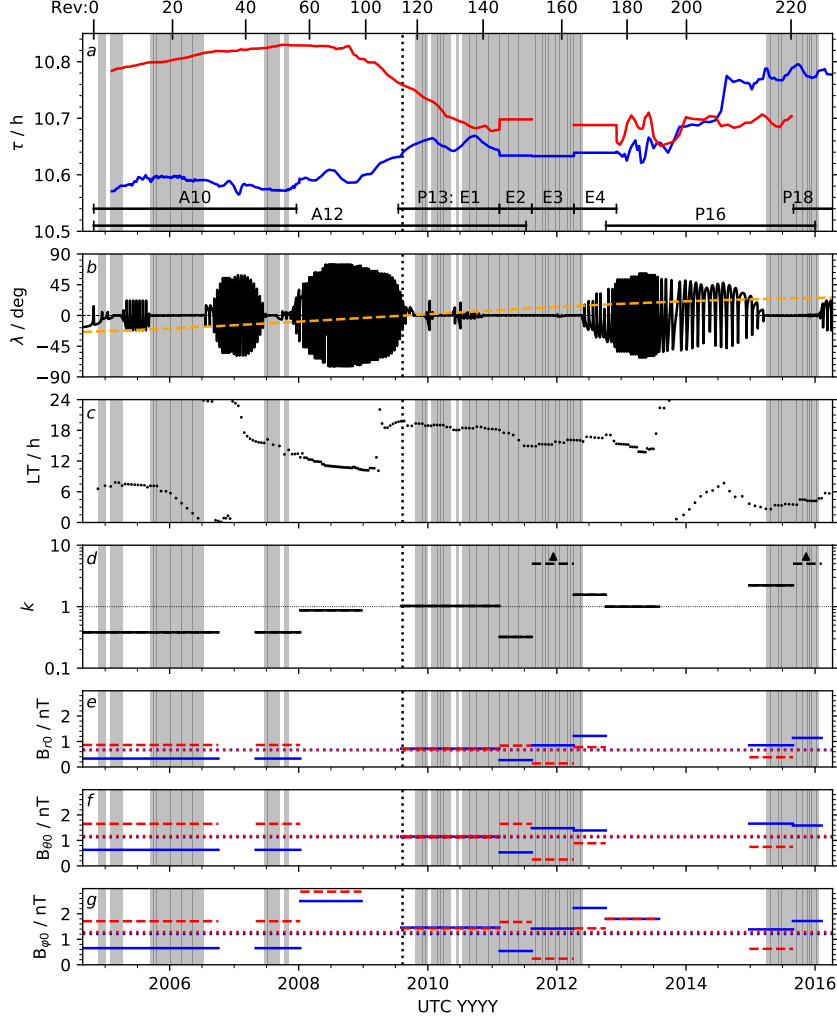 Rev:0 20 40 60 80 100 120 140 160 180 200 220
a
10.8
10.7
10.6
10.5
τ / h
A10 P13: E1 E2 E3 E4 P18
A12 P16
b
90
45
0
−45
−90
λ / deg
c
24
18
12
6
0
LT / h
d
10
1
0.1
k
e
2
1
0
B_r0 / nT
f
2
1
0
B_θ0 / nT
g
2
1
0
B_φ0 / nT
2006 2008 2010 2012 2014 2016
UTC YYYY